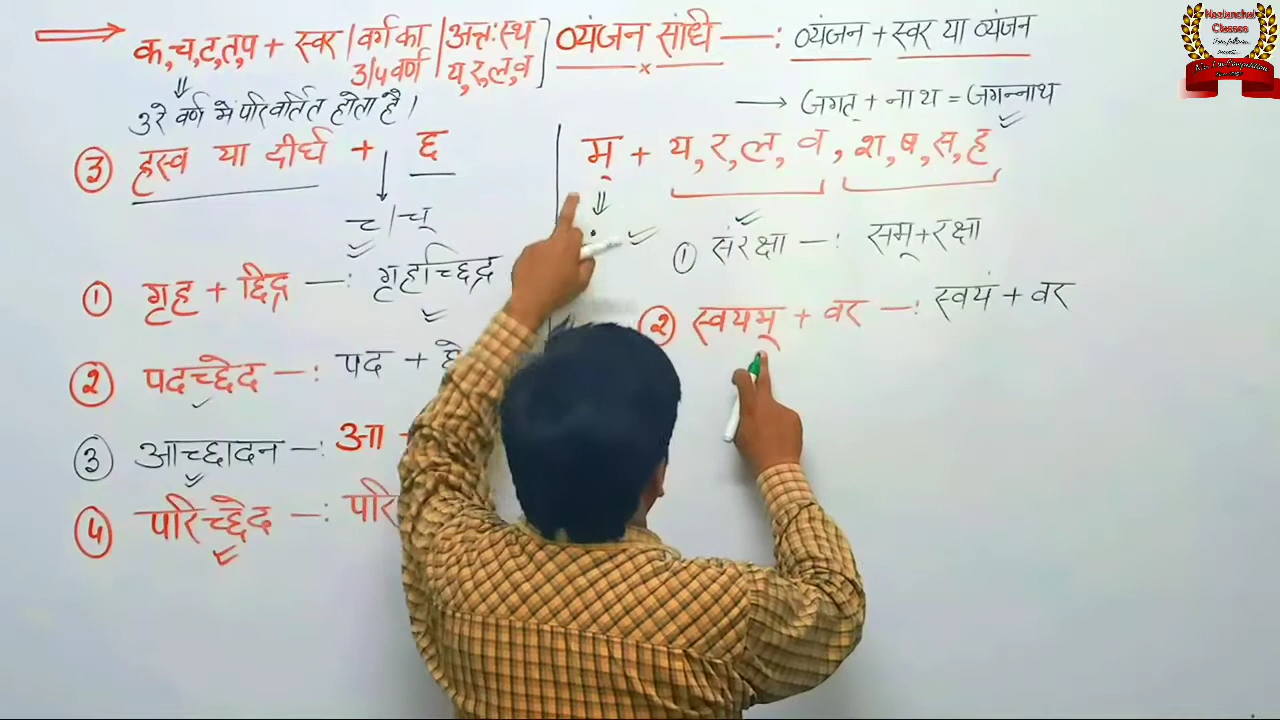 क,च,ट,त,प + स्वर | वर्ग का 3/4 वर्ण | अन्तःस्थ य,र,ल,व
3रे वर्ण मे परिवर्तित होता है।
व्यंजन संधि —: व्यंजन + स्वर या व्यंजन
→ जगत् + नाथ = जगन्नाथ
③ ह्रस्व या दीर्घ + छ
च / च्
① गृह + छिद्र —: गृहच्छिद्र
② पदच्छेद —: पद +
③ आच्छादन —: आ
④ परिच्छेद —: परि
म् + य,र,ल,व,श,ष,स,ह
① संरक्षा —: सम्+रक्षा
② स्वयम् + वर —: स्वयं + वर
Neelanchal
Classes